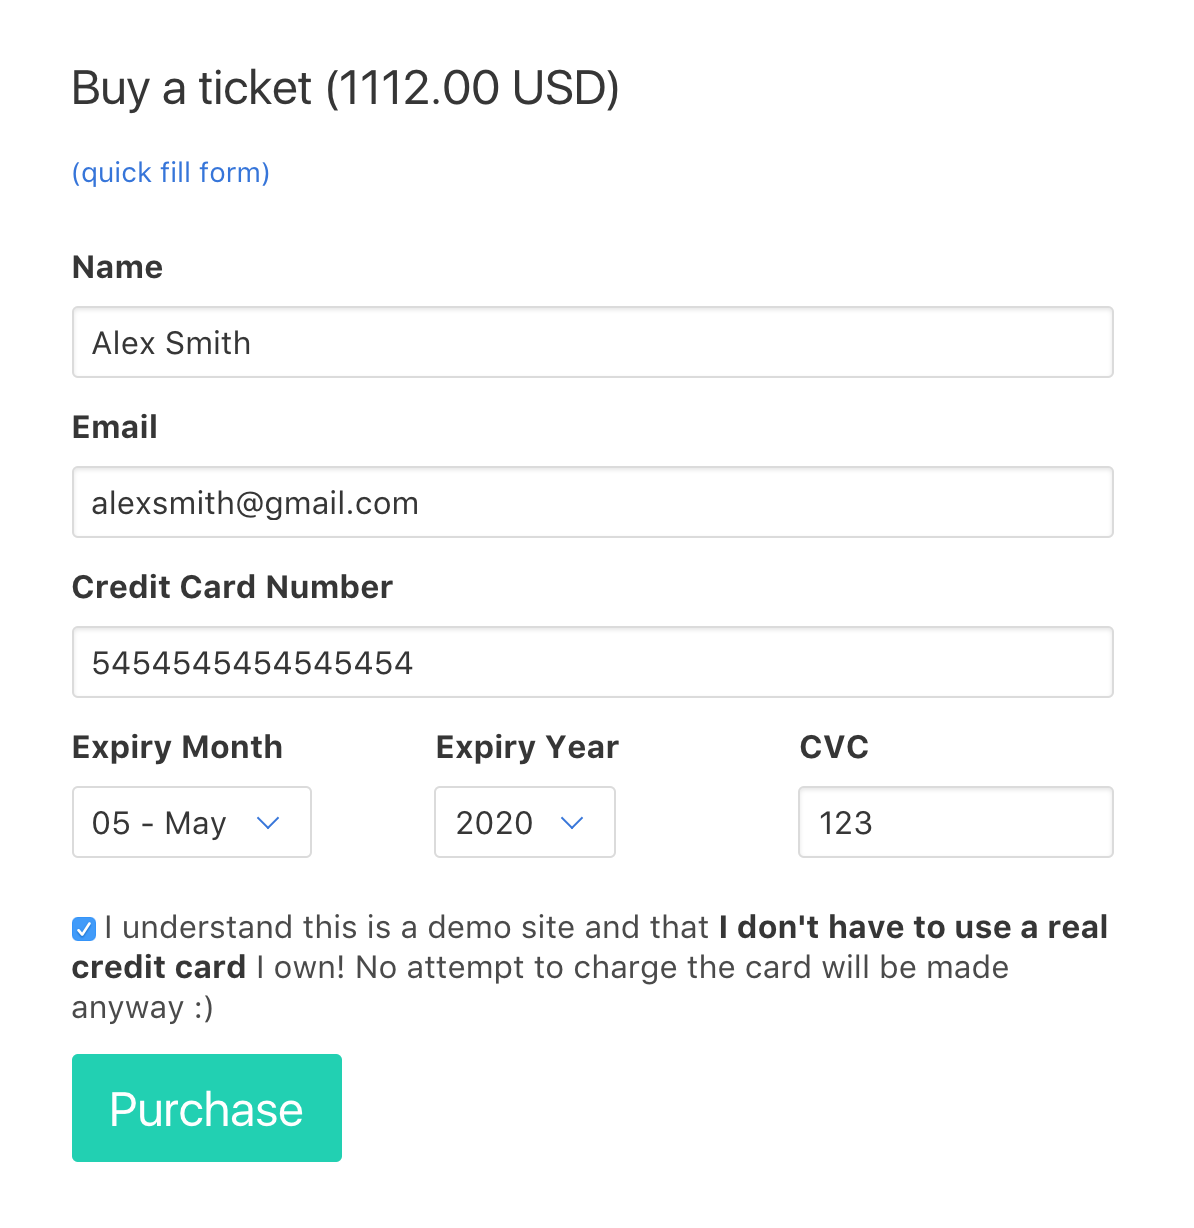 Buy a ticket (1112.00 USD)
(quick fill form)
Name
Alex Smith
Email
alexsmith@gmail.com
Credit Card Number
5454545454545454
Expiry Month Expiry Year CVC
05 - May 2020 123
I understand this is a demo site and that I don't have to use a real
credit card I own! No attempt to charge the card will be made
anyway :)
Purchase